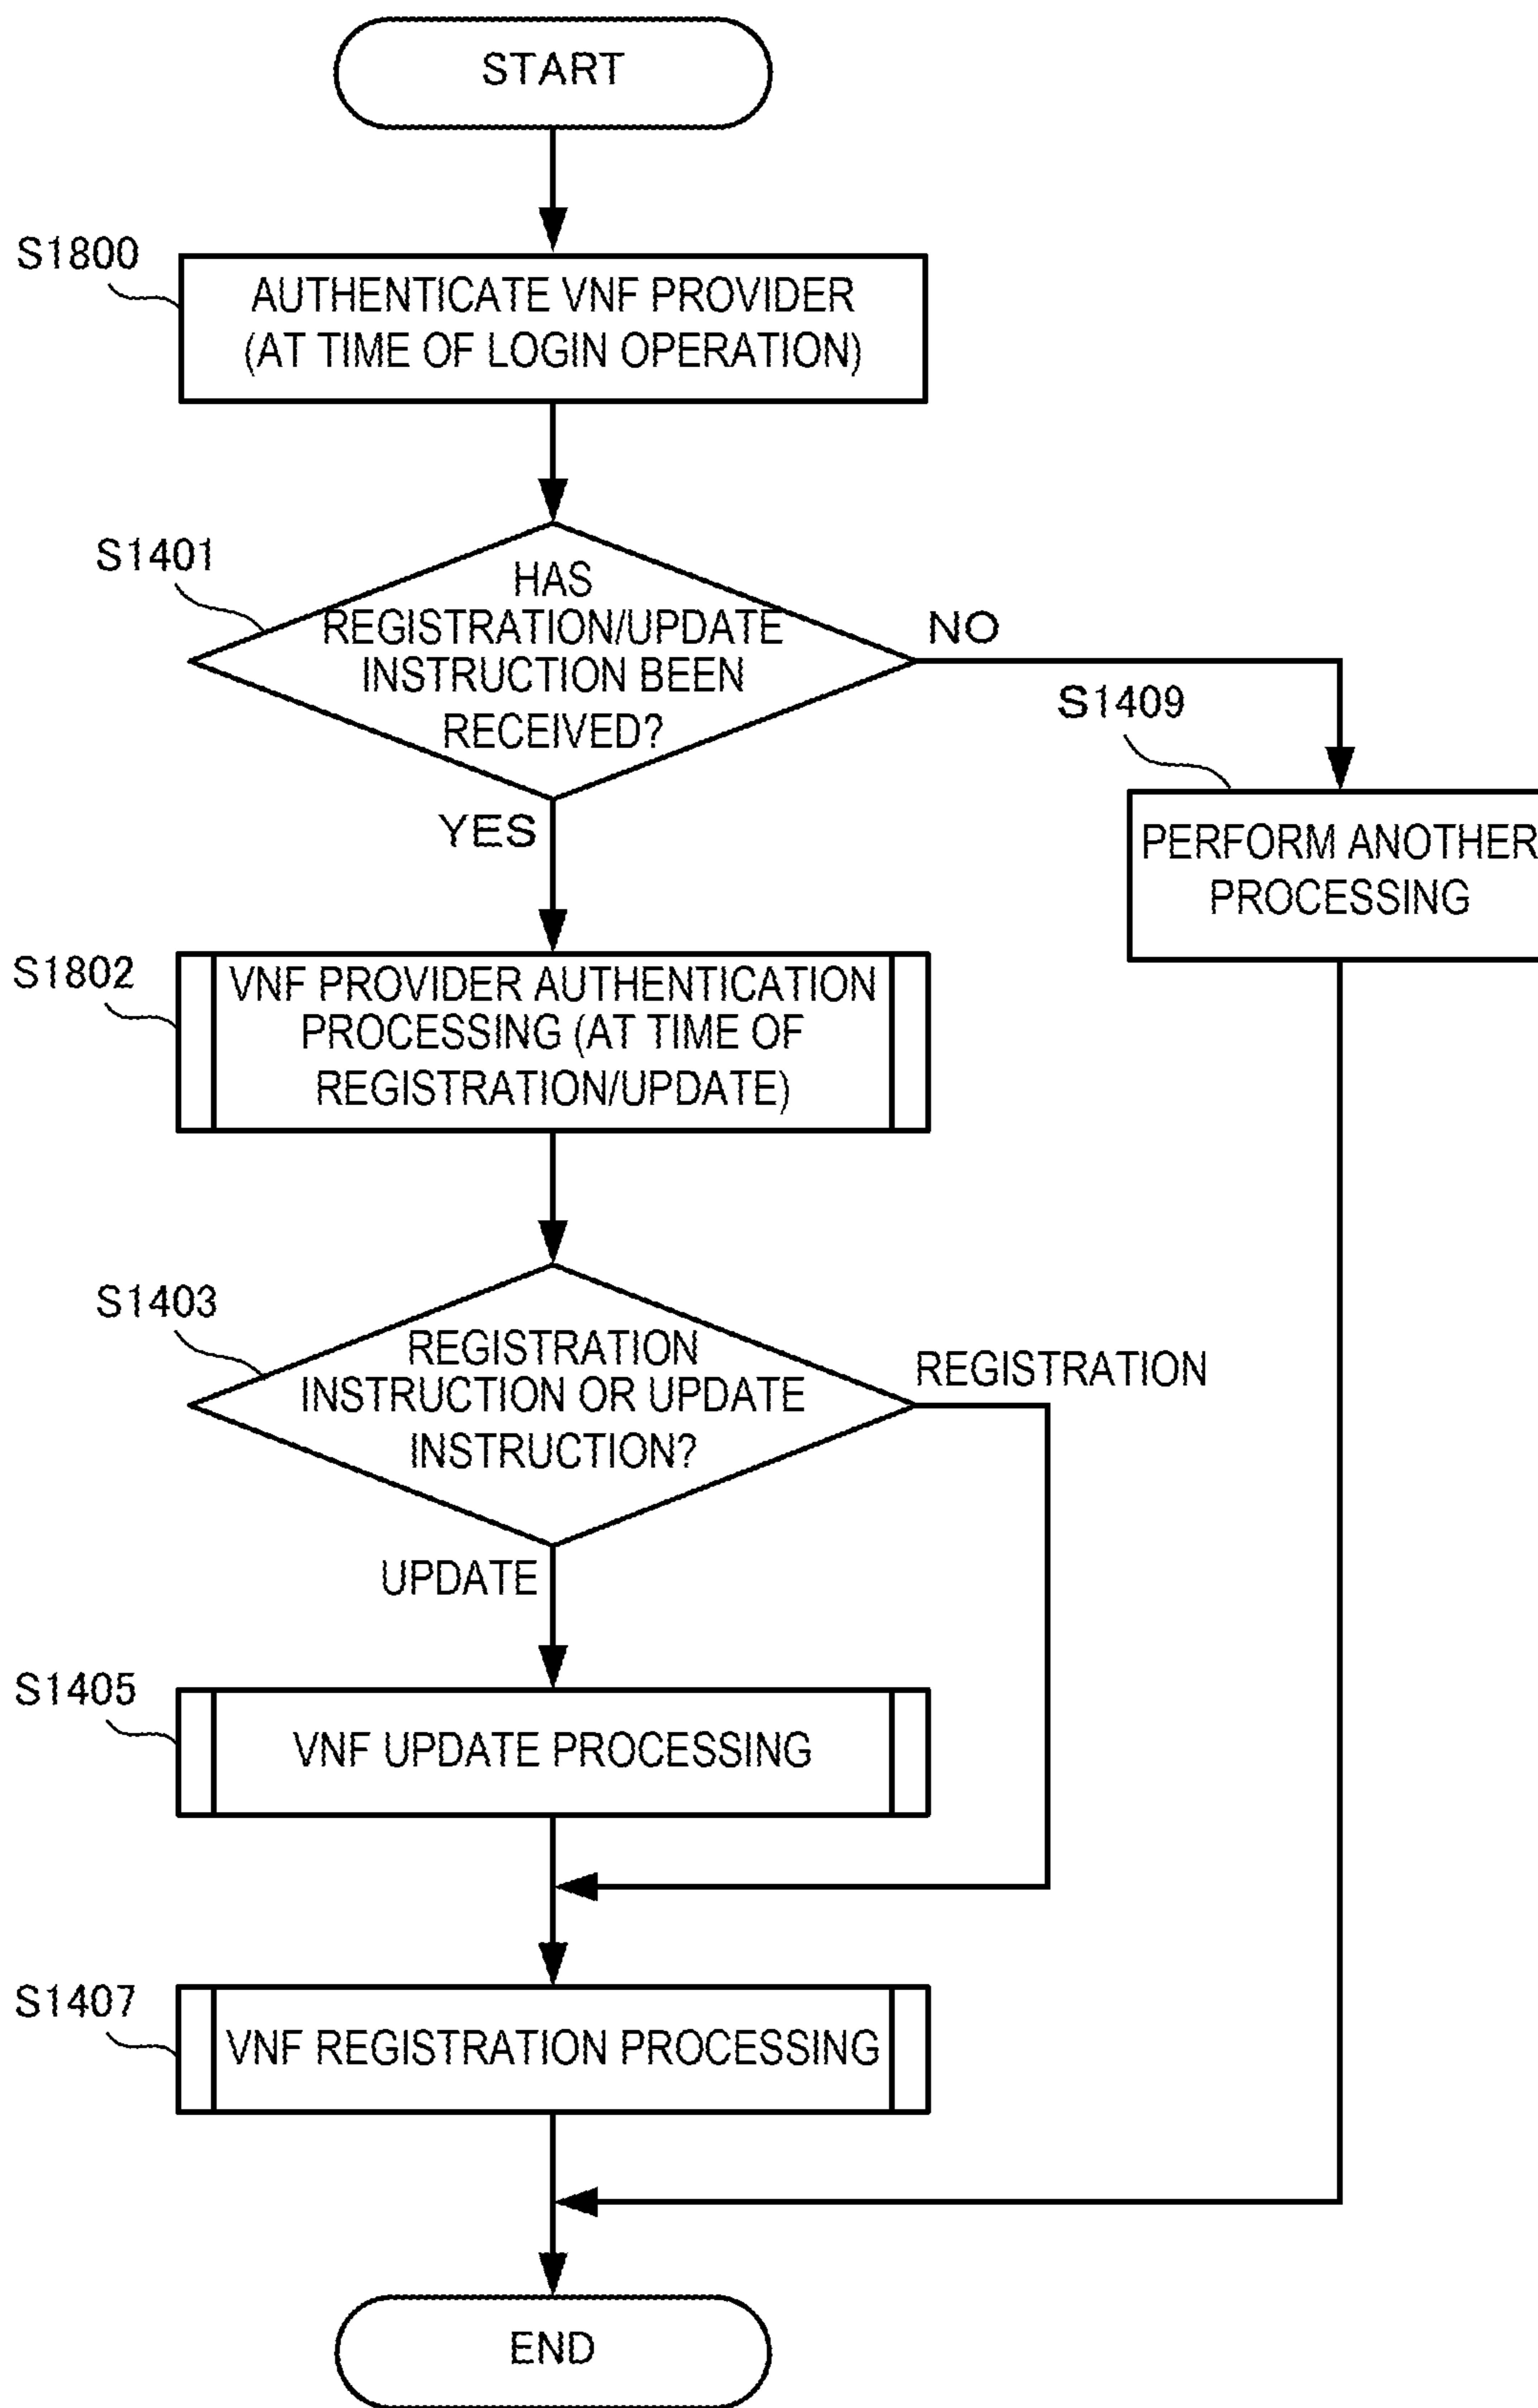 START
S1800
AUTHENTICATE VNF PROVIDER
(AT TIME OF LOGIN OPERATION)
S1401
HAS
REGISTRATION/UPDATE
INSTRUCTION BEEN
RECEIVED?
NO
YES
S1409
PERFORM ANOTHER
PROCESSING
S1802
VNF PROVIDER AUTHENTICATION
PROCESSING (AT TIME OF
REGISTRATION/UPDATE)
S1403
REGISTRATION
INSTRUCTION OR UPDATE
INSTRUCTION?
REGISTRATION
UPDATE
S1405
VNF UPDATE PROCESSING
S1407
VNF REGISTRATION PROCESSING
END